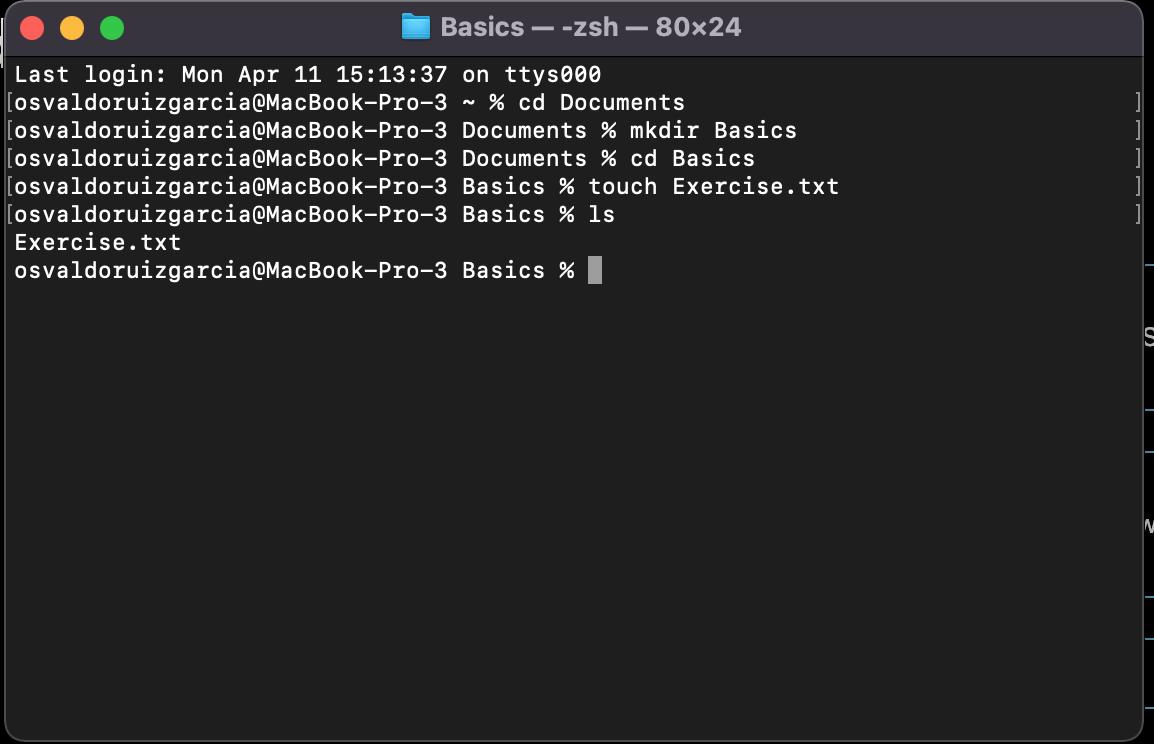 Basics — -zsh — 80×24
Last login: Mon Apr 11 15:13:37 on ttys000
[osvaldoruizgarcia@MacBook-Pro-3 ~ % cd Documents ]
[osvaldoruizgarcia@MacBook-Pro-3 Documents % mkdir Basics ]
[osvaldoruizgarcia@MacBook-Pro-3 Documents % cd Basics ]
[osvaldoruizgarcia@MacBook-Pro-3 Basics % touch Exercise.txt ]
[osvaldoruizgarcia@MacBook-Pro-3 Basics % ls ]
Exercise.txt
osvaldoruizgarcia@MacBook-Pro-3 Basics %